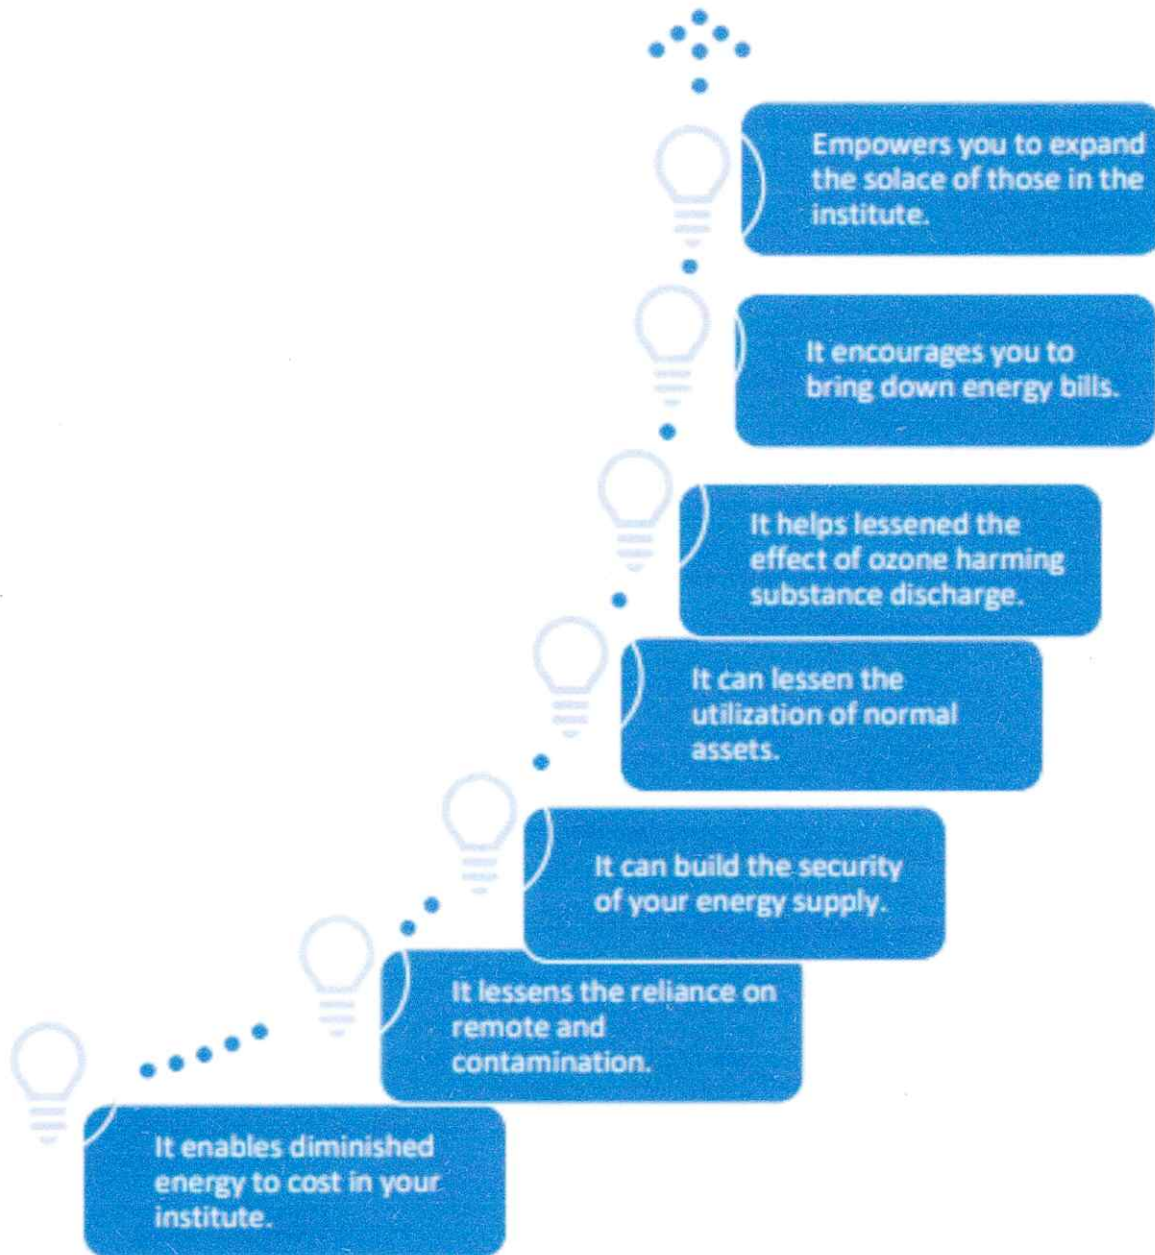 Empowers you to expand
the solace of those in the
institute.
It encourages you to
bring down energy bills.
It helps lessened the
effect of ozone harming
substance discharge.
It can lessen the
utilization of normal
assets.
It can build the security
of your energy supply.
It lessens the reliance on
remote and
contamination.
It enables diminished
energy to cost in your
institute.